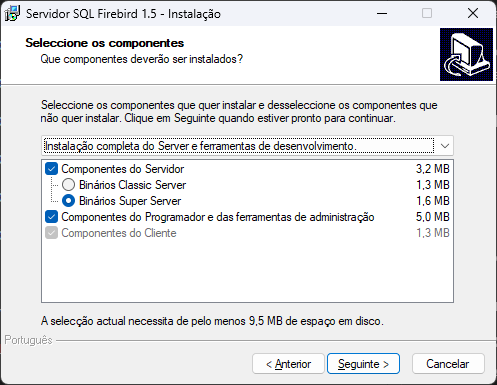 Servidor SQL Firebird 1.5 - Instalação
Seleccione os componentes
Que componentes deverão ser instalados?
Seleccione os componentes que quer instalar e desseleccione os componentes que
não quer instalar. Clique em Seguinte quando estiver pronto para continuar.
Instalação completa do Server e ferramentas de desenvolvimento.
Componentes do Servidor 3,2 MB
Binários Classic Server 1,3 MB
Binários Super Server 1,6 MB
Componentes do Programador e das ferramentas de administração 5,0 MB
Componentes do Cliente 1,3 MB
A selecção actual necessita de pelo menos 9,5 MB de espaço em disco.
Português
< Anterior Seguinte > Cancelar